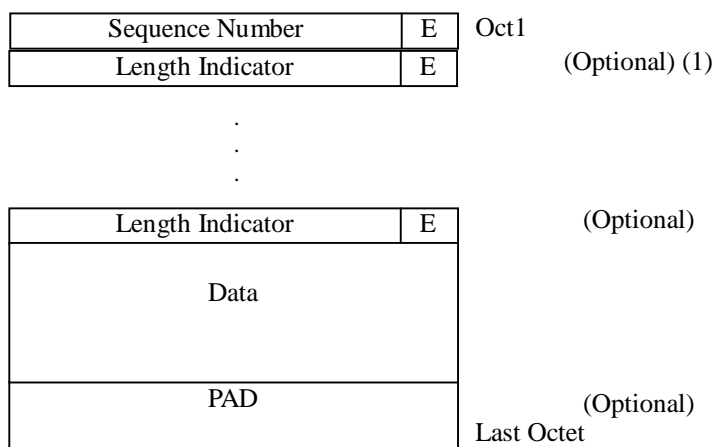 Sequence Number E Oct1
Length Indicator E (Optional) (1)
.
.
.
Length Indicator E (Optional)
Data
PAD (Optional)
Last Octet